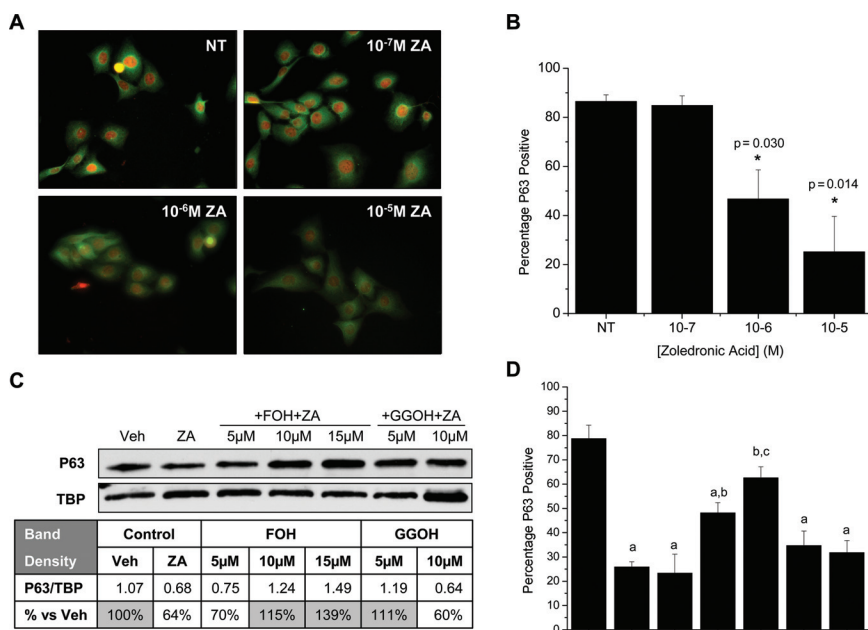 A
NT
10⁻⁷M ZA
10⁻⁶M ZA
10⁻⁵M ZA
B
Percentage P63 Positive
100
80
60
40
20
0
p = 0.030
*
p = 0.014
*
NT 10-7 10-6 10-5
[Zoledronic Acid] (M)
C
+FOH+ZA +GGOH+ZA
Veh ZA 5µM 10µM 15µM 5µM 10µM
P63
TBP
Band Density Control FOH GGOH
Veh ZA 5µM 10µM 15µM 5µM 10µM
P63/TBP 1.07 0.68 0.75 1.24 1.49 1.19 0.64
% vs Veh 100% 64% 70% 115% 139% 111% 60%
D
Percentage P63 Positive
90
80
70
60
50
40
30
20
10
0
a a a,b b,c a a